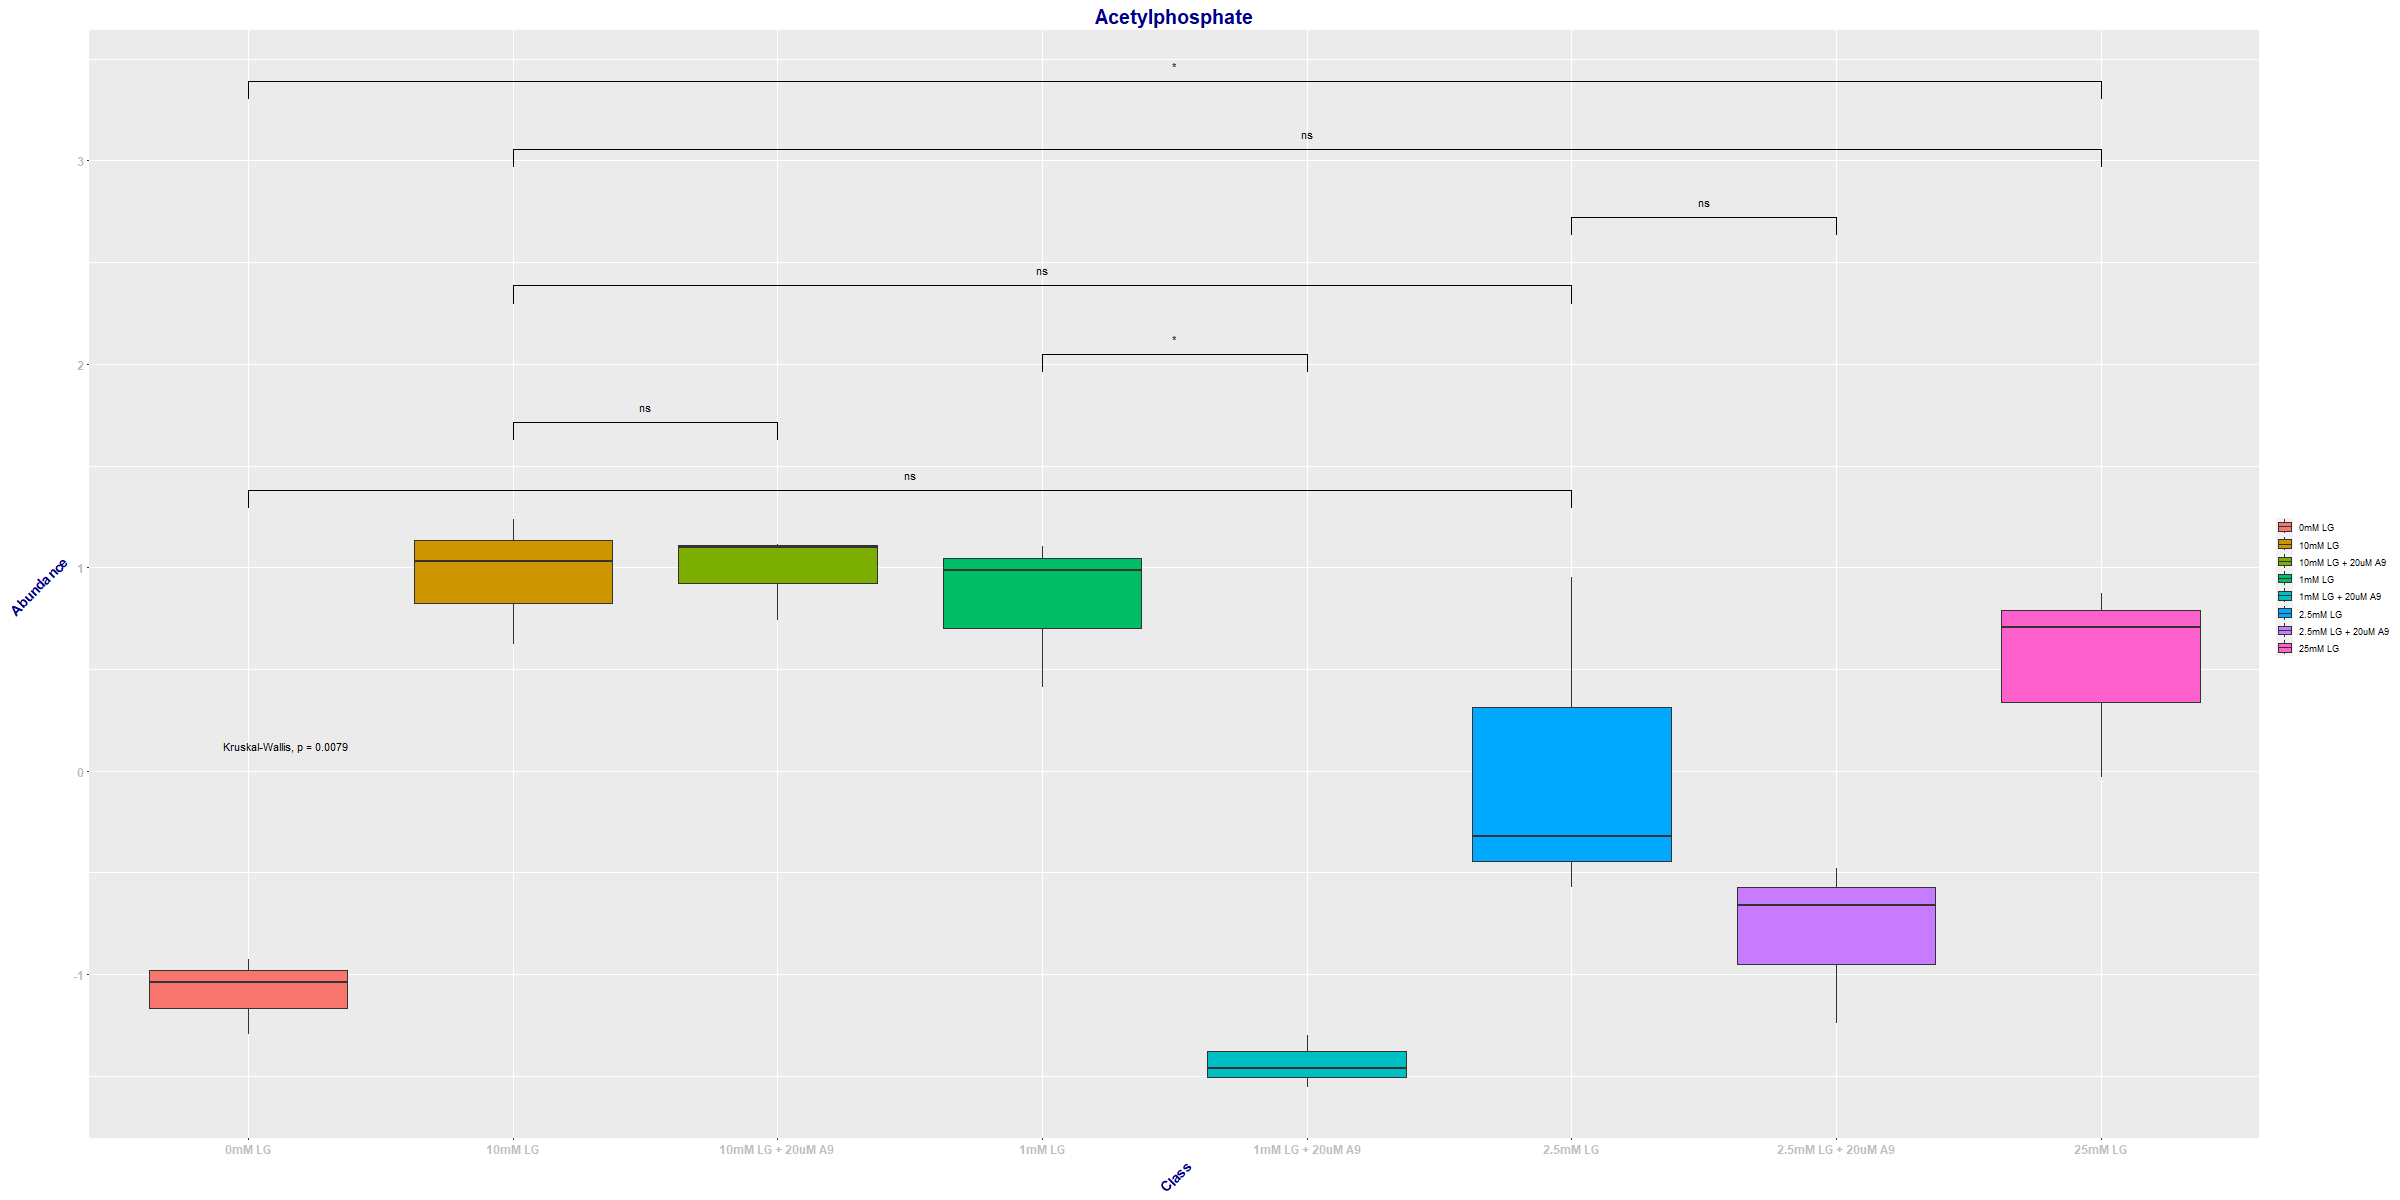 Acetylphosphate
*
ns
3
ns
ns
*
2
ns
ns
1
Abundance
Kruskal-Wallis, p = 0.0079
0
-1
0mM LG
10mM LG
10mM LG + 20uM A9
1mM LG
1mM LG + 20uM A9
2.5mM LG
2.5mM LG + 20uM A9
25mM LG
Class
0mM LG
10mM LG
10mM LG + 20uM A9
1mM LG
1mM LG + 20uM A9
2.5mM LG
2.5mM LG + 20uM A9
25mM LG